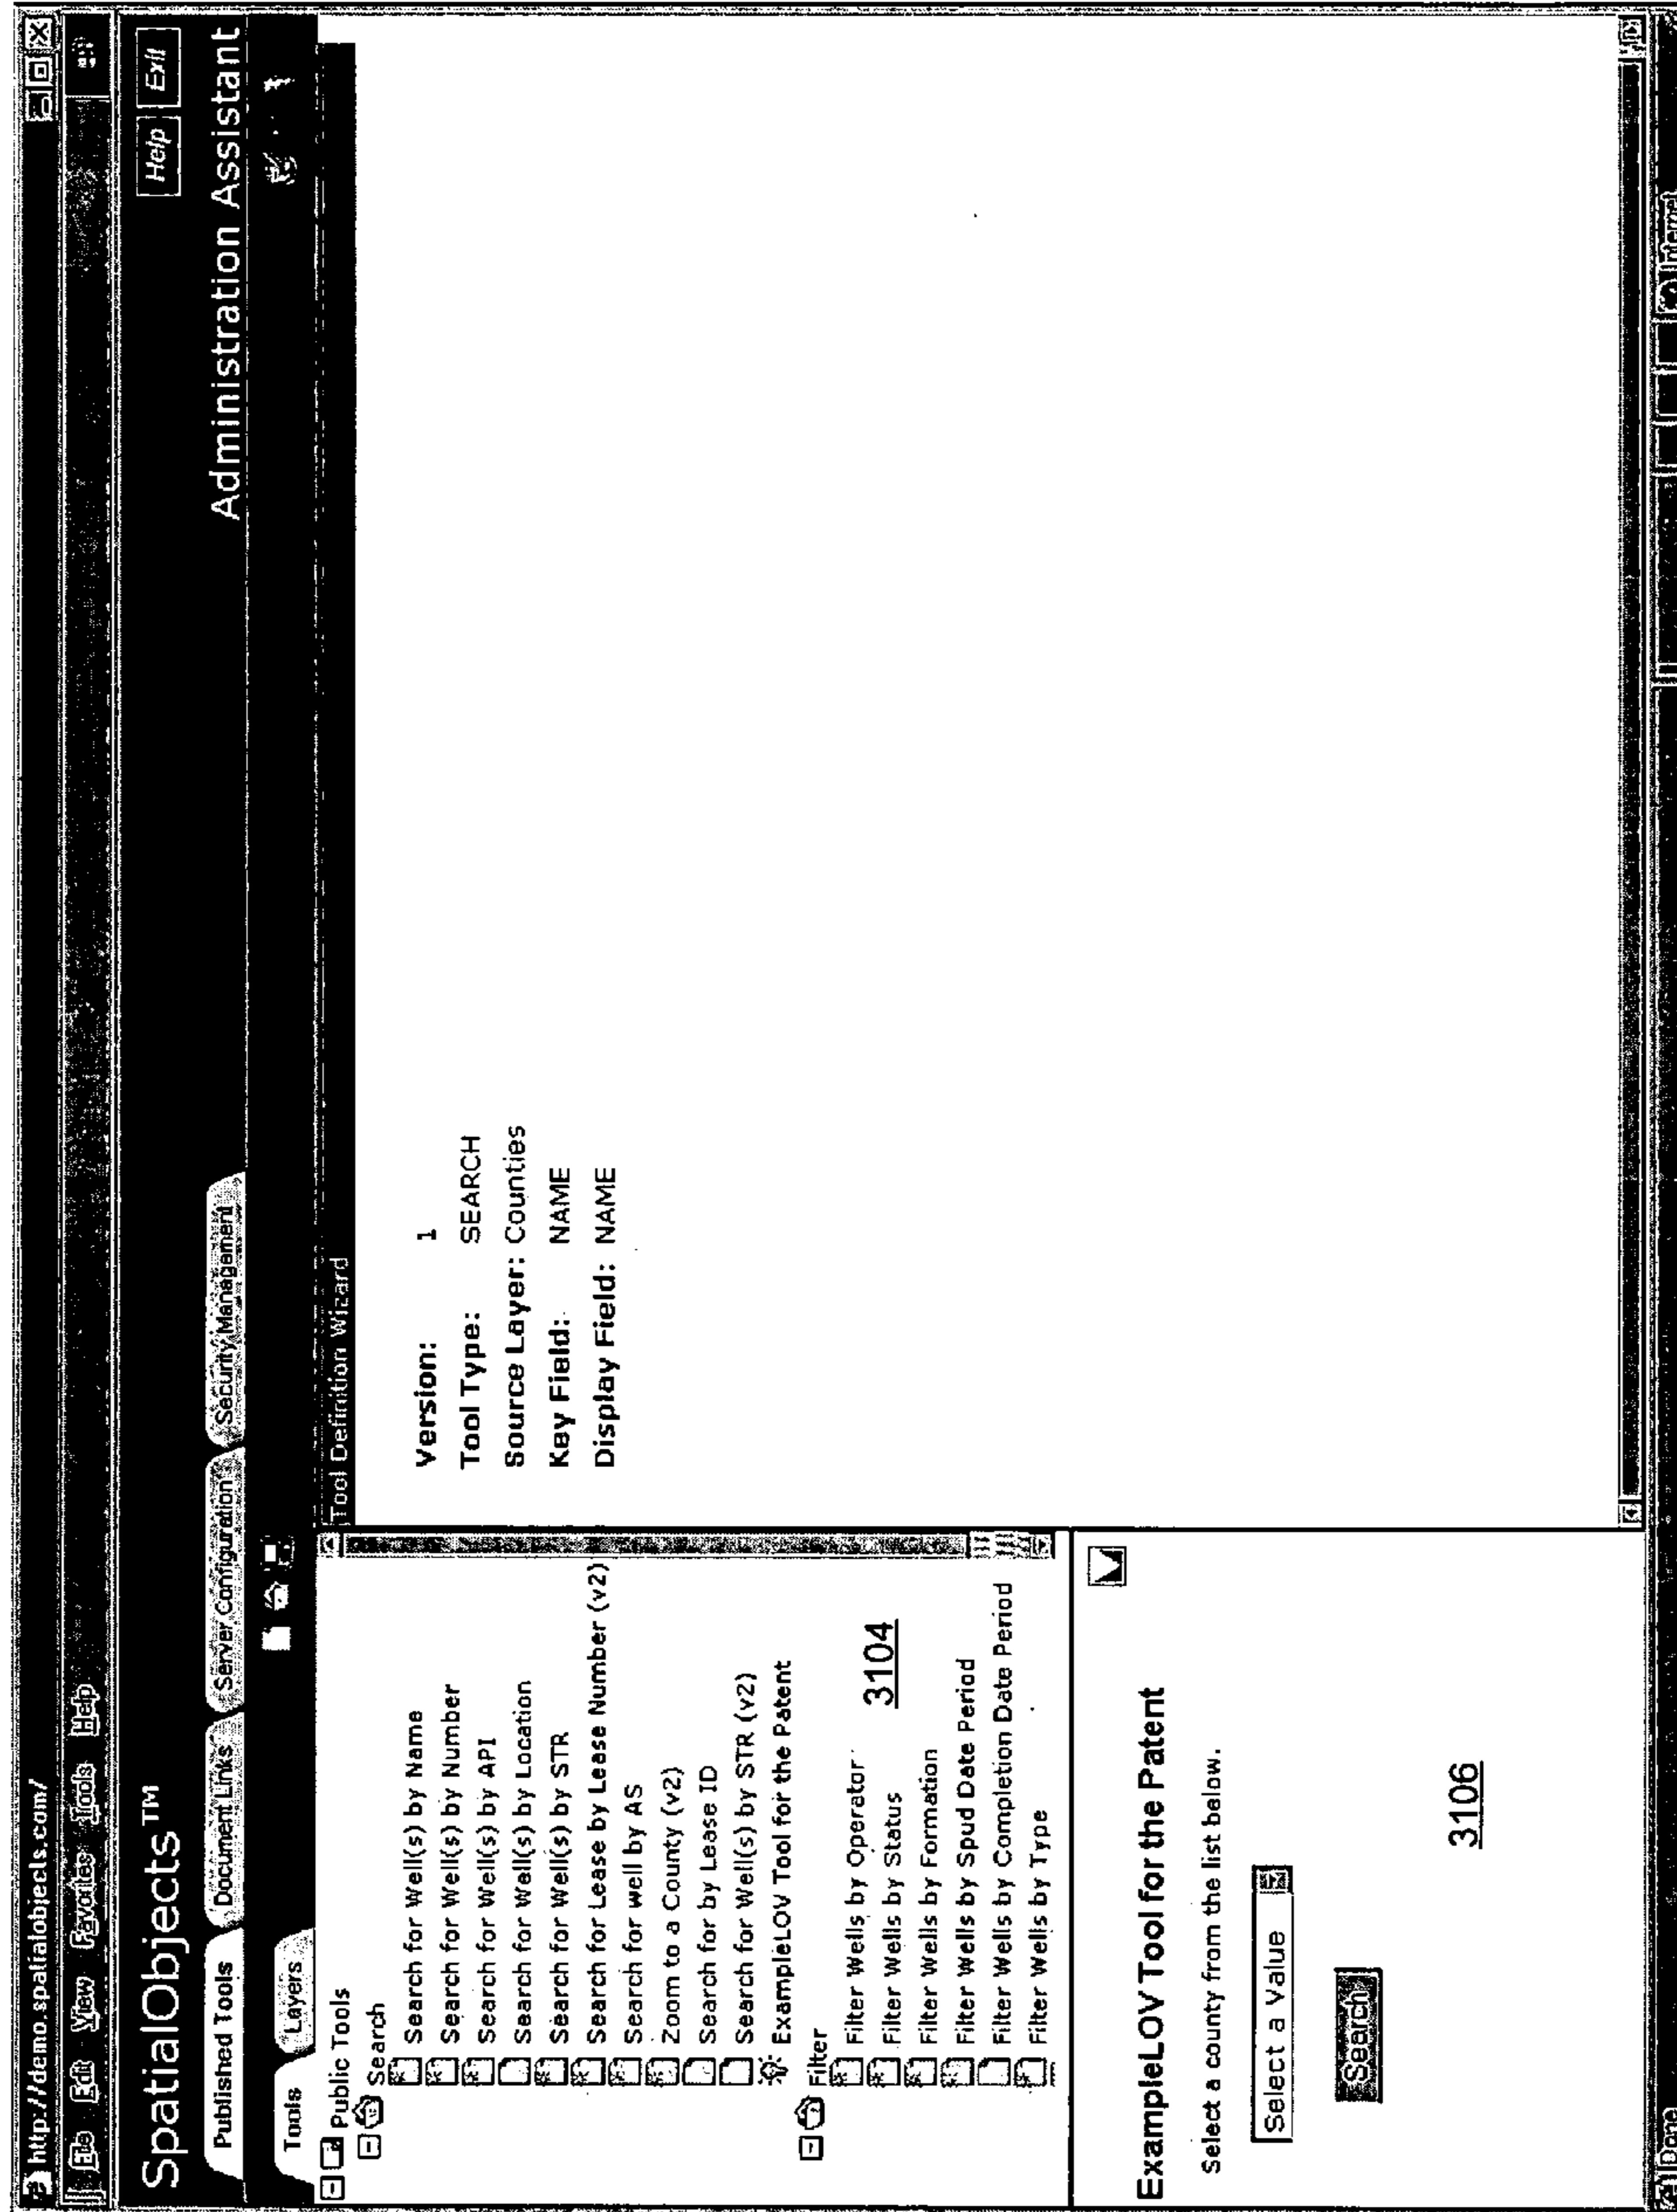 http://demo.spatialobjects.com/
File Edit View Favorites Tools Help
SpatialObjects™
Help Exit
Published Tools Document Links Server Configuration Security Management
Administration Assistant
Tools Layers
Public Tools
Search
Search for Well(s) by Name
Search for Well(s) by Number
Search for Well(s) by API
Search for Well(s) by Location
Search for Well(s) by STR
Search for Lease by Lease Number (v2)
Search for well by AS
Zoom to a County (v2)
Search for by Lease ID
Search for Well(s) by STR (v2)
ExampleLOV Tool for the Patent
Filter
Filter Wells by Operator
Filter Wells by Status
Filter Wells by Formation
Filter Wells by Spud Date Period
Filter Wells by Completion Date Period
Filter Wells by Type
3104
Tool Definition Wizard
Version: 1
Tool Type: SEARCH
Source Layer: Counties
Key Field: NAME
Display Field: NAME
ExampleLOV Tool for the Patent
Select a county from the list below.
Select a Value
Search
3106
Done
Internet